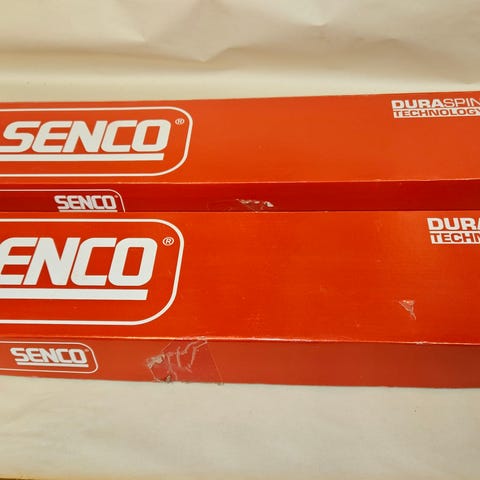 SENCO®
DURASPIN
TECHNOLOGY
SENCO
ENCO®
DURA
TECHN
SENCO